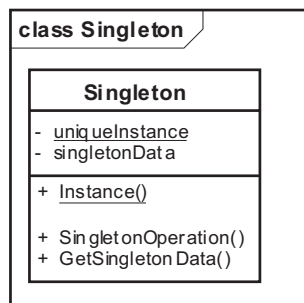 class Singleton
Singleton
- uniqueInstance
- singletonData
+ Instance()
+ SingletonOperation()
+ GetSingletonData()